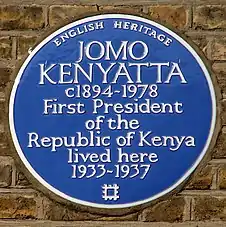 ENGLISH HERITAGE
JOMO
KENYATTA
c1894-1978
First President
of the
Republic of Kenya
lived here
1933-1937